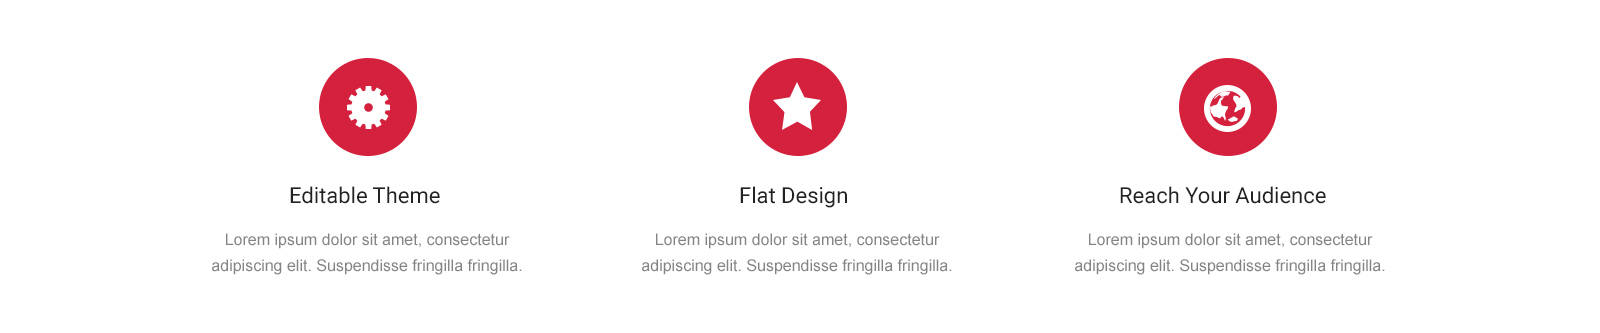 Editable Theme
Lorem ipsum dolor sit amet, consectetur
adipiscing elit. Suspendisse fringilla fringilla.
Flat Design
Lorem ipsum dolor sit amet, consectetur
adipiscing elit. Suspendisse fringilla fringilla.
Reach Your Audience
Lorem ipsum dolor sit amet, consectetur
adipiscing elit. Suspendisse fringilla fringilla.